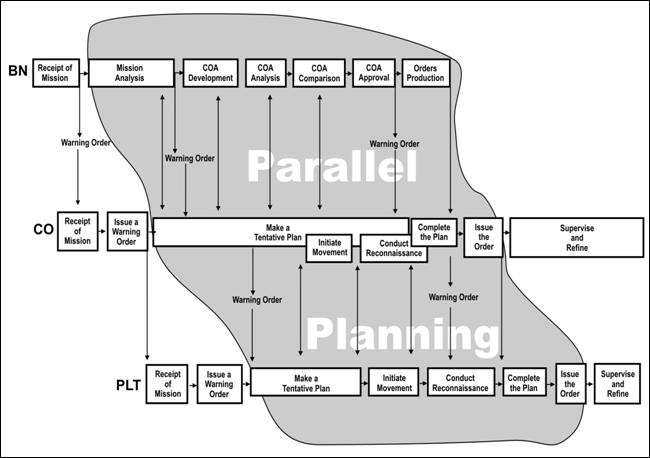 BN
Receipt of
Mission
Mission
Analysis
COA
Development
COA
Analysis
COA
Comparison
COA
Approval
Orders
Production
Warning Order
Warning Order
Warning Order
Parallel
CO
Receipt
of
Mission
Issue a
Warning
Order
Make a
Tentative Plan
Initiate
Movement
Conduct
Reconnaissance
Complete
the Plan
Issue
the
Order
Supervise
and
Refine
Warning Order
Warning Order
Planning
PLT
Receipt
of
Mission
Issue a
Warning
Order
Make a
Tentative Plan
Initiate
Movement
Conduct
Reconnaissance
Complete
the Plan
Issue
the
Order
Supervise
and
Refine